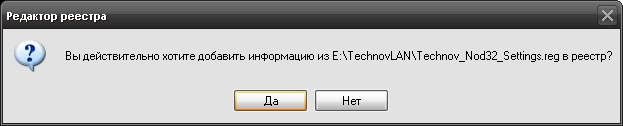 Редактор реестра
Вы действительно хотите добавить информацию из E:\TechnovLAN\Technov_Nod32_Settings.reg в реестр?
Да
Нет